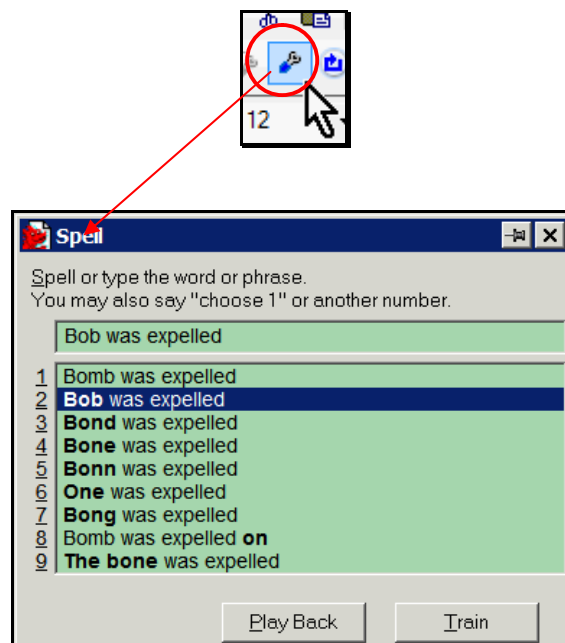 12
Spell
Spell or type the word or phrase.
You may also say "choose 1" or another number.
Bob was expelled
1 Bomb was expelled
2 Bob was expelled
3 Bond was expelled
4 Bone was expelled
5 Bonn was expelled
6 One was expelled
7 Bong was expelled
8 Bomb was expelled on
9 The bone was expelled
Play Back Train